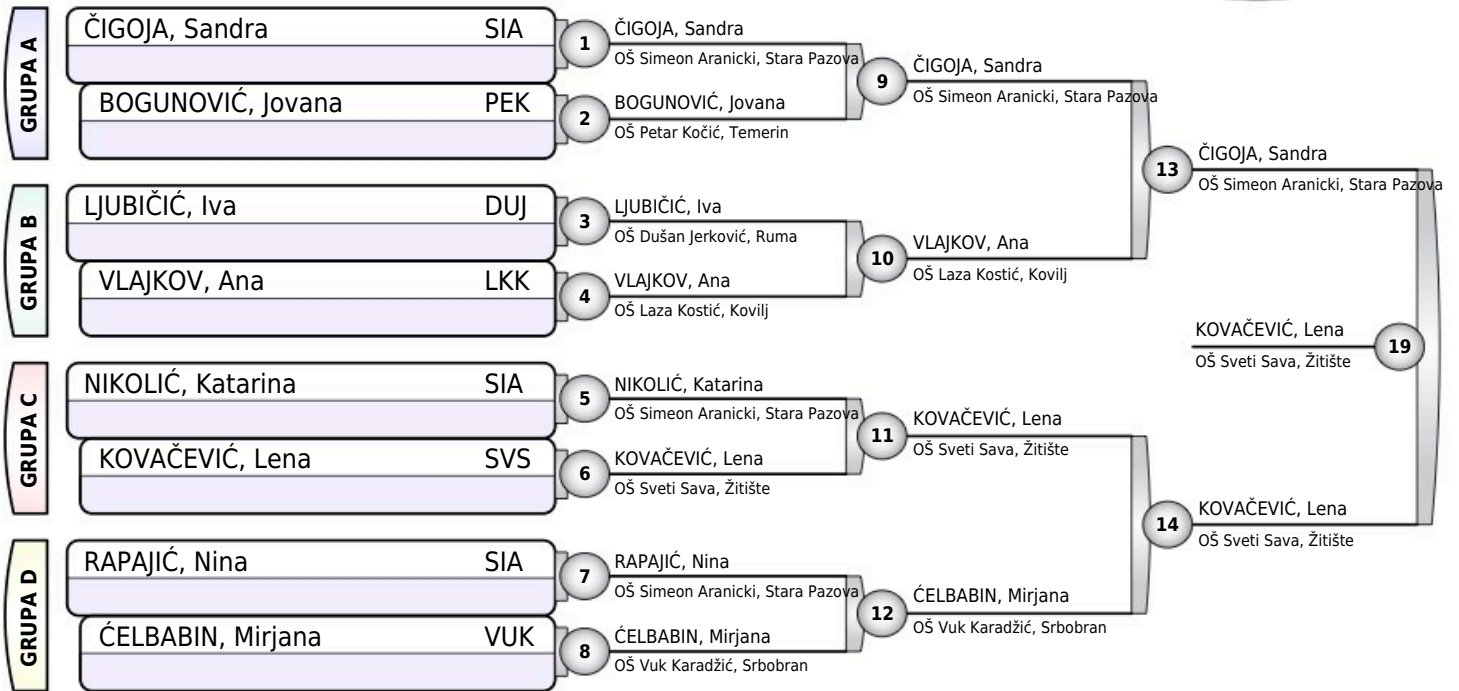 GRUPA A
ČIGOJA, Sandra SIA
BOGUNOVIĆ, Jovana PEK
GRUPA B
LJUBIČIĆ, Iva DUJ
VLAJKOV, Ana LKK
GRUPA C
NIKOLIĆ, Katarina SIA
KOVAČEVIĆ, Lena SVS
GRUPA D
RAPAJIĆ, Nina SIA
ĆELBABIN, Mirjana VUK
1
ČIGOJA, Sandra
OŠ Simeon Aranicki, Stara Pazova
2
BOGUNOVIĆ, Jovana
OŠ Petar Kočić, Temerin
3
LJUBIČIĆ, Iva
OŠ Dušan Jerković, Ruma
4
VLAJKOV, Ana
OŠ Laza Kostić, Kovilj
5
NIKOLIĆ, Katarina
OŠ Simeon Aranicki, Stara Pazova
6
KOVAČEVIĆ, Lena
OŠ Sveti Sava, Žitište
7
RAPAJIĆ, Nina
OŠ Simeon Aranicki, Stara Pazova
8
ĆELBABIN, Mirjana
OŠ Vuk Karadžić, Srbobran
9
ČIGOJA, Sandra
OŠ Simeon Aranicki, Stara Pazova
10
VLAJKOV, Ana
OŠ Laza Kostić, Kovilj
11
KOVAČEVIĆ, Lena
OŠ Sveti Sava, Žitište
12
ĆELBABIN, Mirjana
OŠ Vuk Karadžić, Srbobran
13
ČIGOJA, Sandra
OŠ Simeon Aranicki, Stara Pazova
14
KOVAČEVIĆ, Lena
OŠ Sveti Sava, Žitište
KOVAČEVIĆ, Lena
OŠ Sveti Sava, Žitište
19